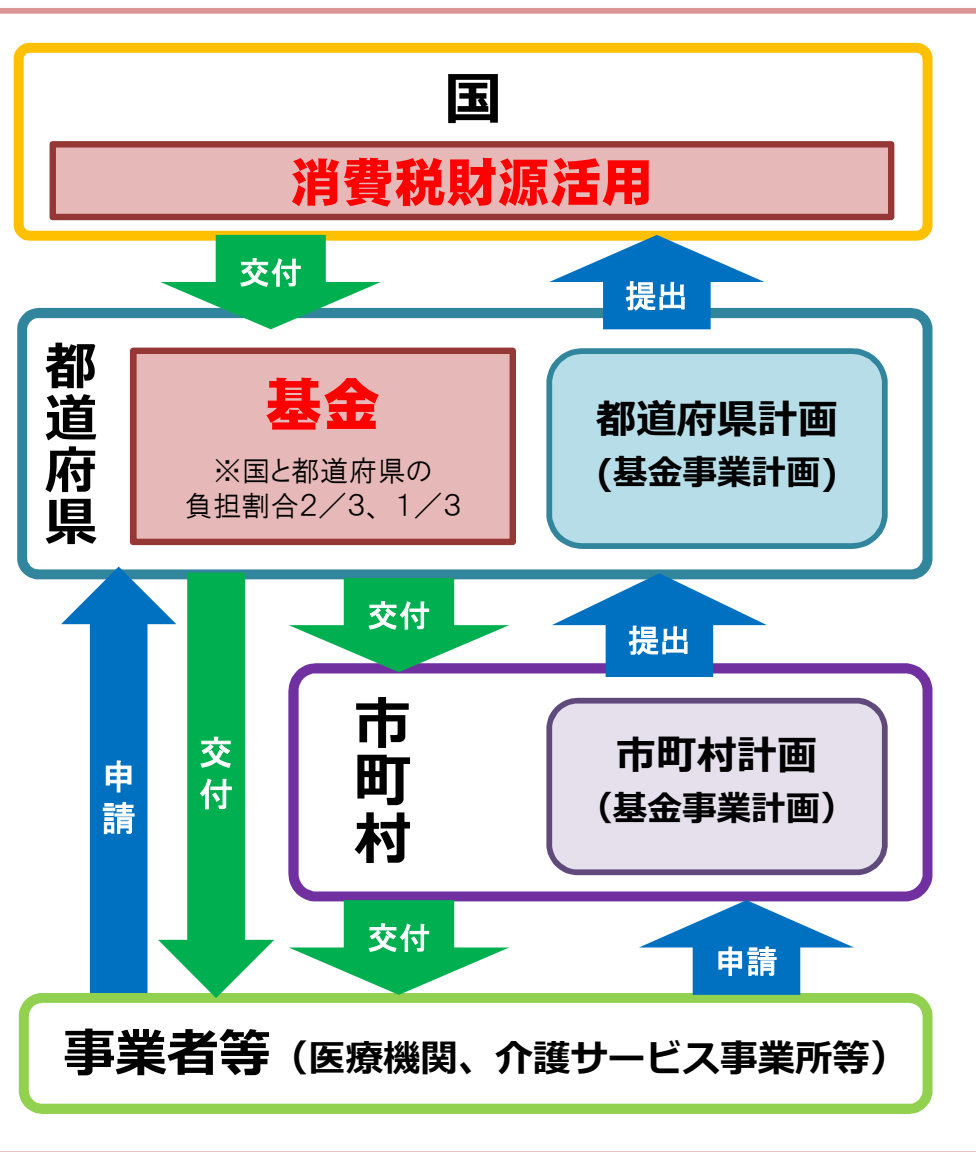 国
消費税財源活用
交付
提出
都道府県
基金
※国と都道府県の
負担割合2／3、1／3
都道府県計画
(基金事業計画)
交付
提出
申請
交付
市町村
市町村計画
（基金事業計画）
交付
申請
事業者等（医療機関、介護サービス事業所等）